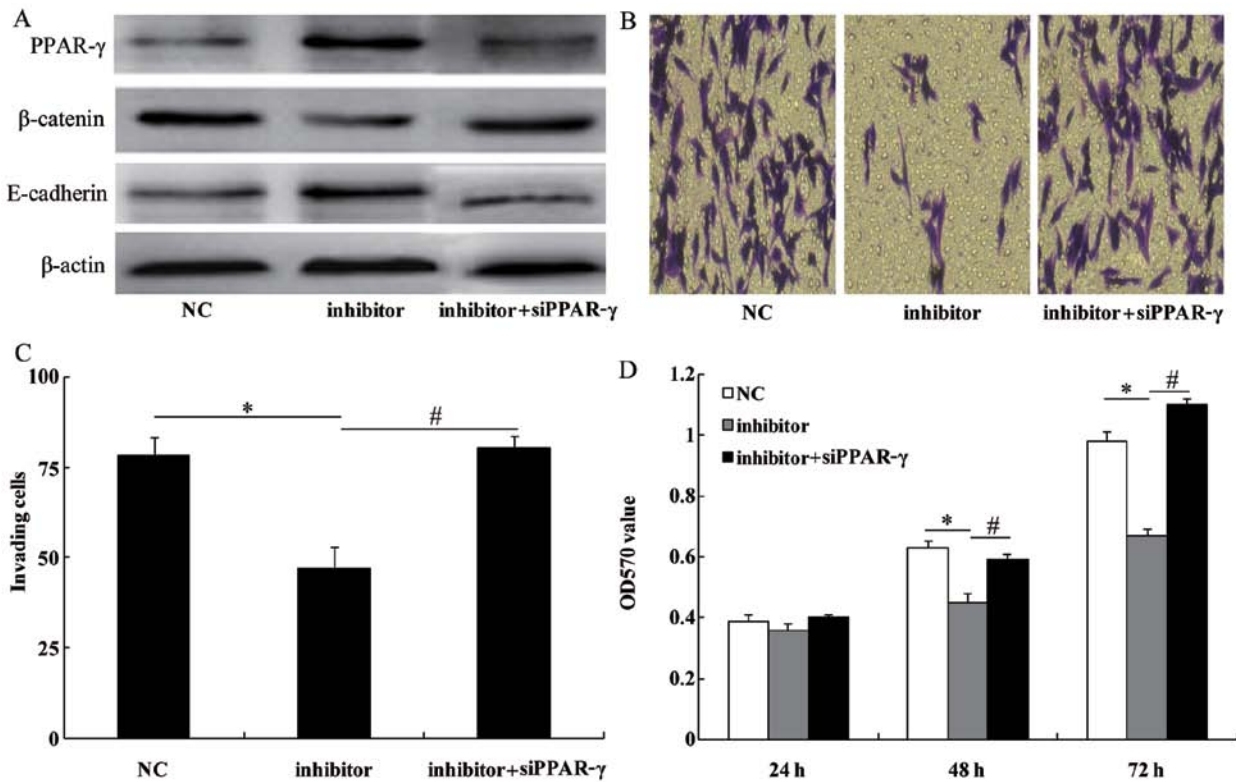 A
PPAR-γ
β-catenin
E-cadherin
β-actin
NC inhibitor inhibitor+siPPAR-γ
B
NC inhibitor inhibitor+siPPAR-γ
C
Invading cells
100
75
50
25
0
* #
NC inhibitor inhibitor+siPPAR-γ
D
OD570 value
1.2
1
0.8
0.6
0.4
0.2
0
NC
inhibitor
inhibitor+siPPAR-γ
* #
* #
24 h 48 h 72 h